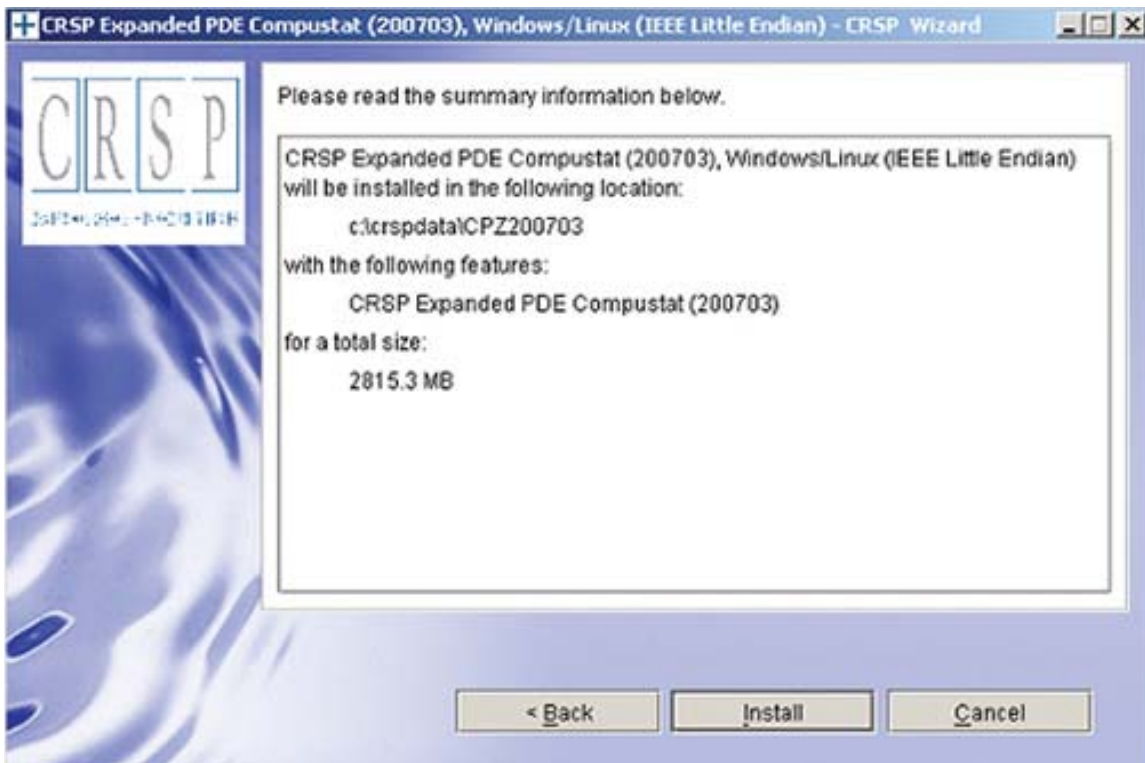 CRSP Expanded PDE Compustat (200703), Windows/Linux (IEEE Little Endian) - CRSP Wizard
CRSP
Please read the summary information below.
CRSP Expanded PDE Compustat (200703), Windows/Linux (IEEE Little Endian)
will be installed in the following location:
c:\crspdata\CPZ200703
with the following features:
CRSP Expanded PDE Compustat (200703)
for a total size:
2815.3 MB
< Back
Install
Cancel